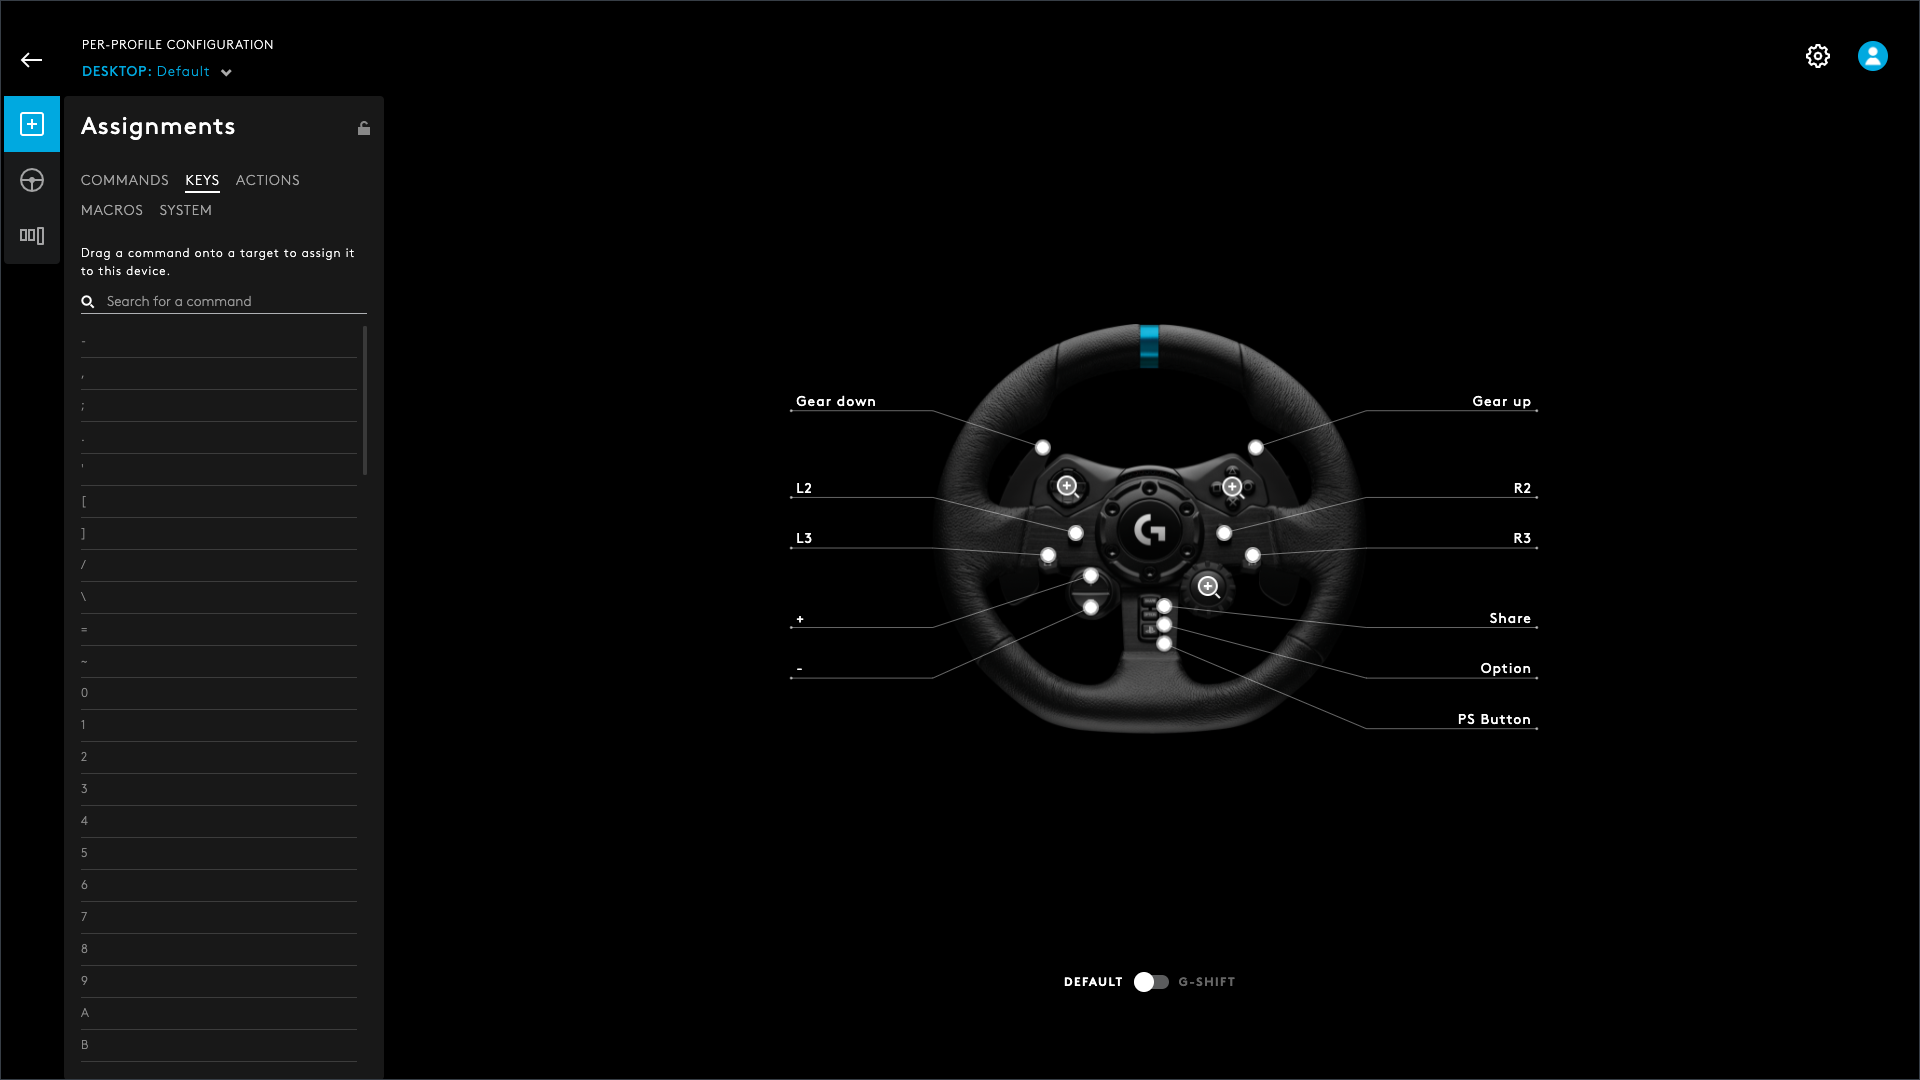 PER-PROFILE CONFIGURATION
DESKTOP: Default
Assignments
COMMANDS KEYS ACTIONS
MACROS SYSTEM
Drag a command onto a target to assign it
to this device.
Search for a command
-
,
;
.
'
[
]
/
\
=
~
0
1
2
3
4
5
6
7
8
9
A
B
Gear down
Gear up
L2
R2
L3
R3
+
Share
-
Option
PS Button
DEFAULT G-SHIFT